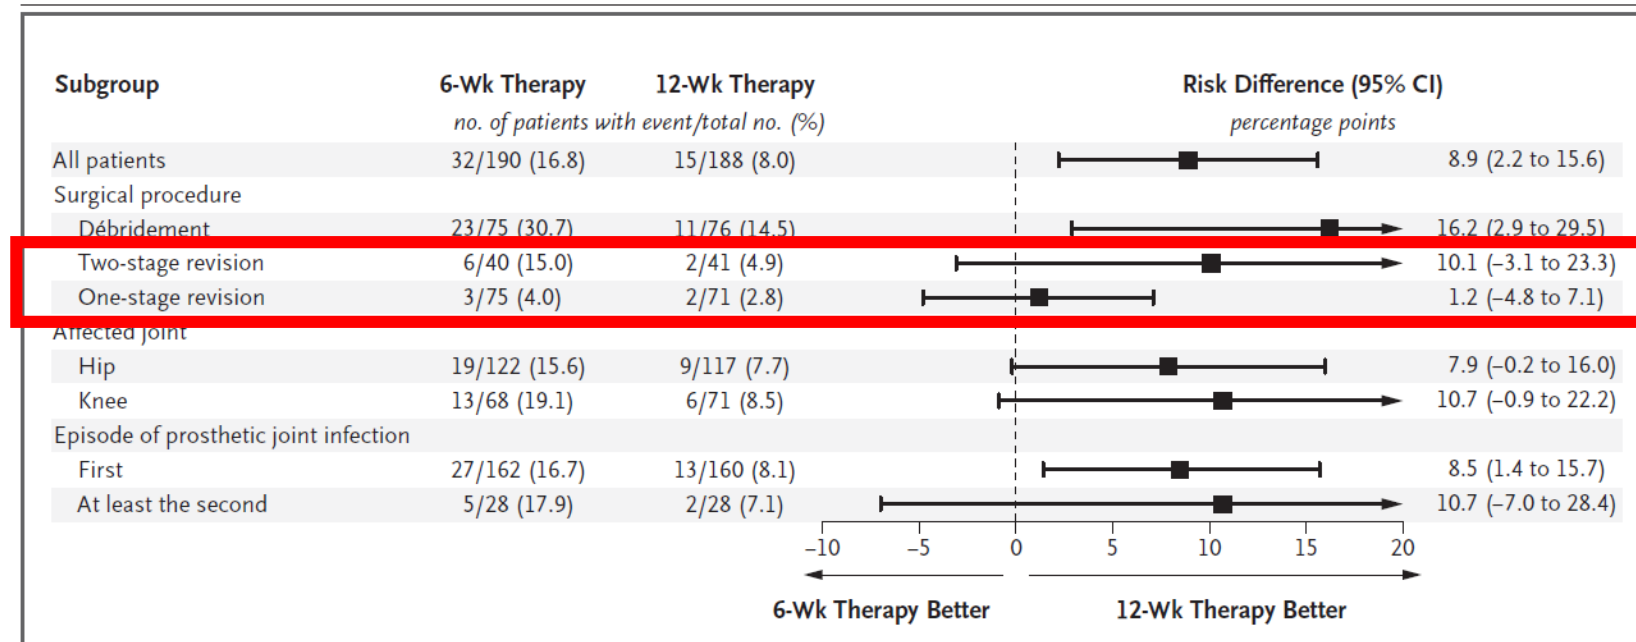 Subgroup 6-Wk Therapy 12-Wk Therapy Risk Difference (95% CI)
no. of patients with event/total no. (%) percentage points
All patients 32/190 (16.8) 15/188 (8.0) 8.9 (2.2 to 15.6)
Surgical procedure
Débridement 23/75 (30.7) 11/76 (14.5) 16.2 (2.9 to 29.5)
Two-stage revision 6/40 (15.0) 2/41 (4.9) 10.1 (−3.1 to 23.3)
One-stage revision 3/75 (4.0) 2/71 (2.8) 1.2 (−4.8 to 7.1)
Affected joint
Hip 19/122 (15.6) 9/117 (7.7) 7.9 (−0.2 to 16.0)
Knee 13/68 (19.1) 6/71 (8.5) 10.7 (−0.9 to 22.2)
Episode of prosthetic joint infection
First 27/162 (16.7) 13/160 (8.1) 8.5 (1.4 to 15.7)
At least the second 5/28 (17.9) 2/28 (7.1) 10.7 (−7.0 to 28.4)
−10 −5 0 5 10 15 20
6-Wk Therapy Better 12-Wk Therapy Better